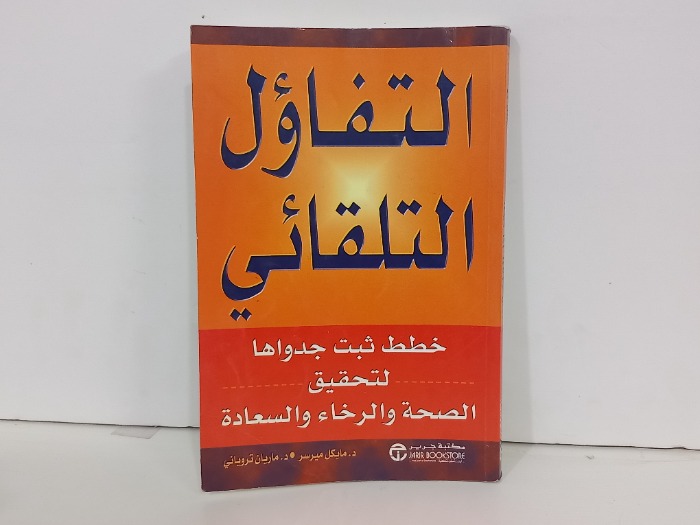 التفاؤل
التلقائي
خطط ثبت جدواها
لتحقيق
الصحة والرخاء والسعادة
مكتبة جرير
JARIR BOOKSTORE
د. مايكل ميرسر • د. ماريان تروياني